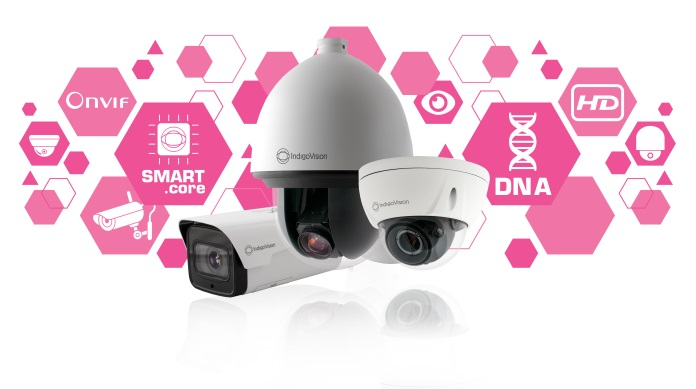 ONVIF
SMART
.core
IndigoVision
IndigoVision
IndigoVision
DNA
HD